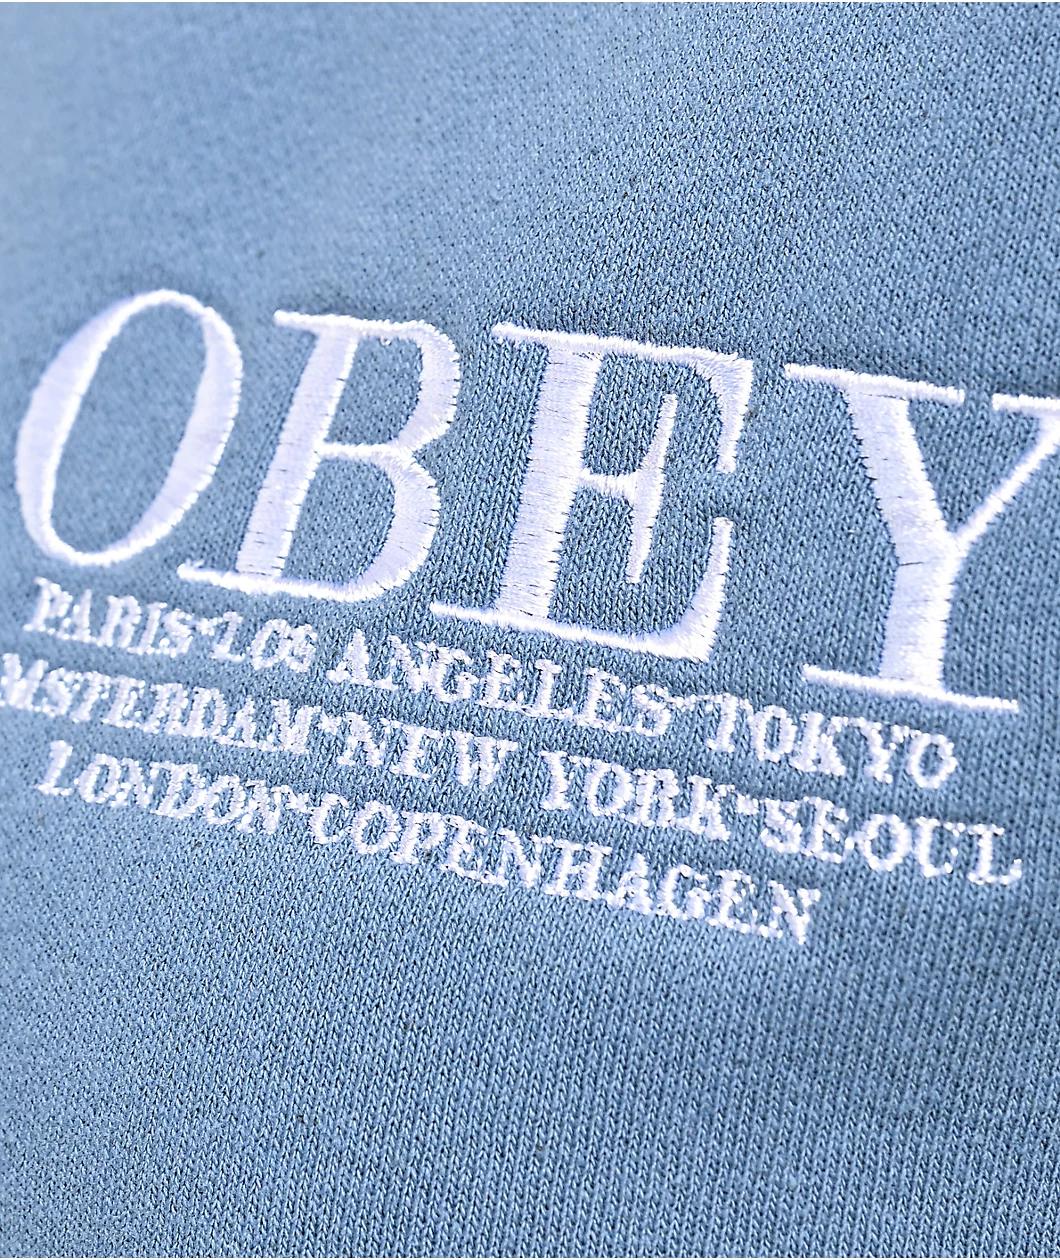 OBEY
PARIS*LOS ANGELES*TOKYO
MSTERDAM*NEW YORK*SEOUL
LONDON*COPENHAGEN